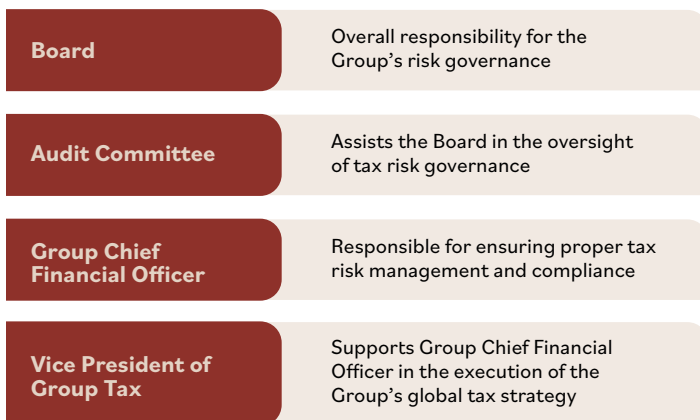 Board
Overall responsibility for the
Group’s risk governance
Audit Committee
Assists the Board in the oversight
of tax risk governance
Group Chief
Financial Officer
Responsible for ensuring proper tax
risk management and compliance
Vice President of
Group Tax
Supports Group Chief Financial
Officer in the execution of the
Group’s global tax strategy